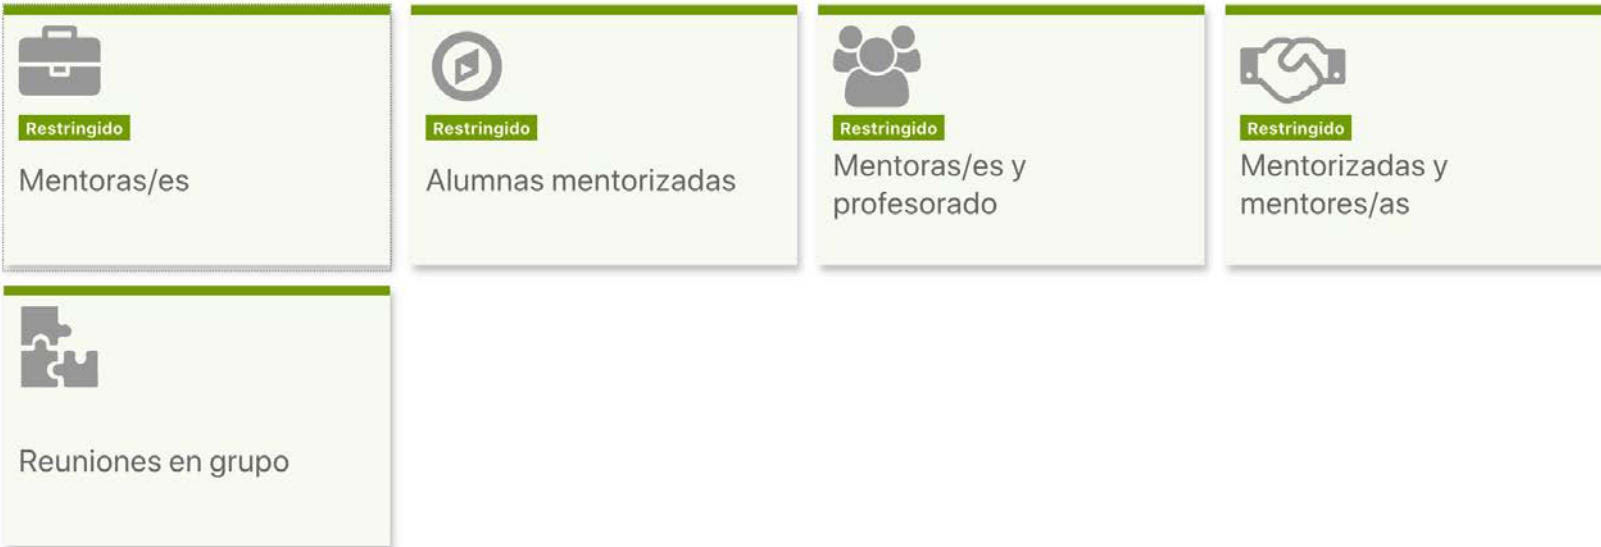 Restringido
Mentoras/es
Restringido
Alumnas mentorizadas
Restringido
Mentoras/es y
profesorado
Restringido
Mentorizadas y
mentores/as
Reuniones en grupo